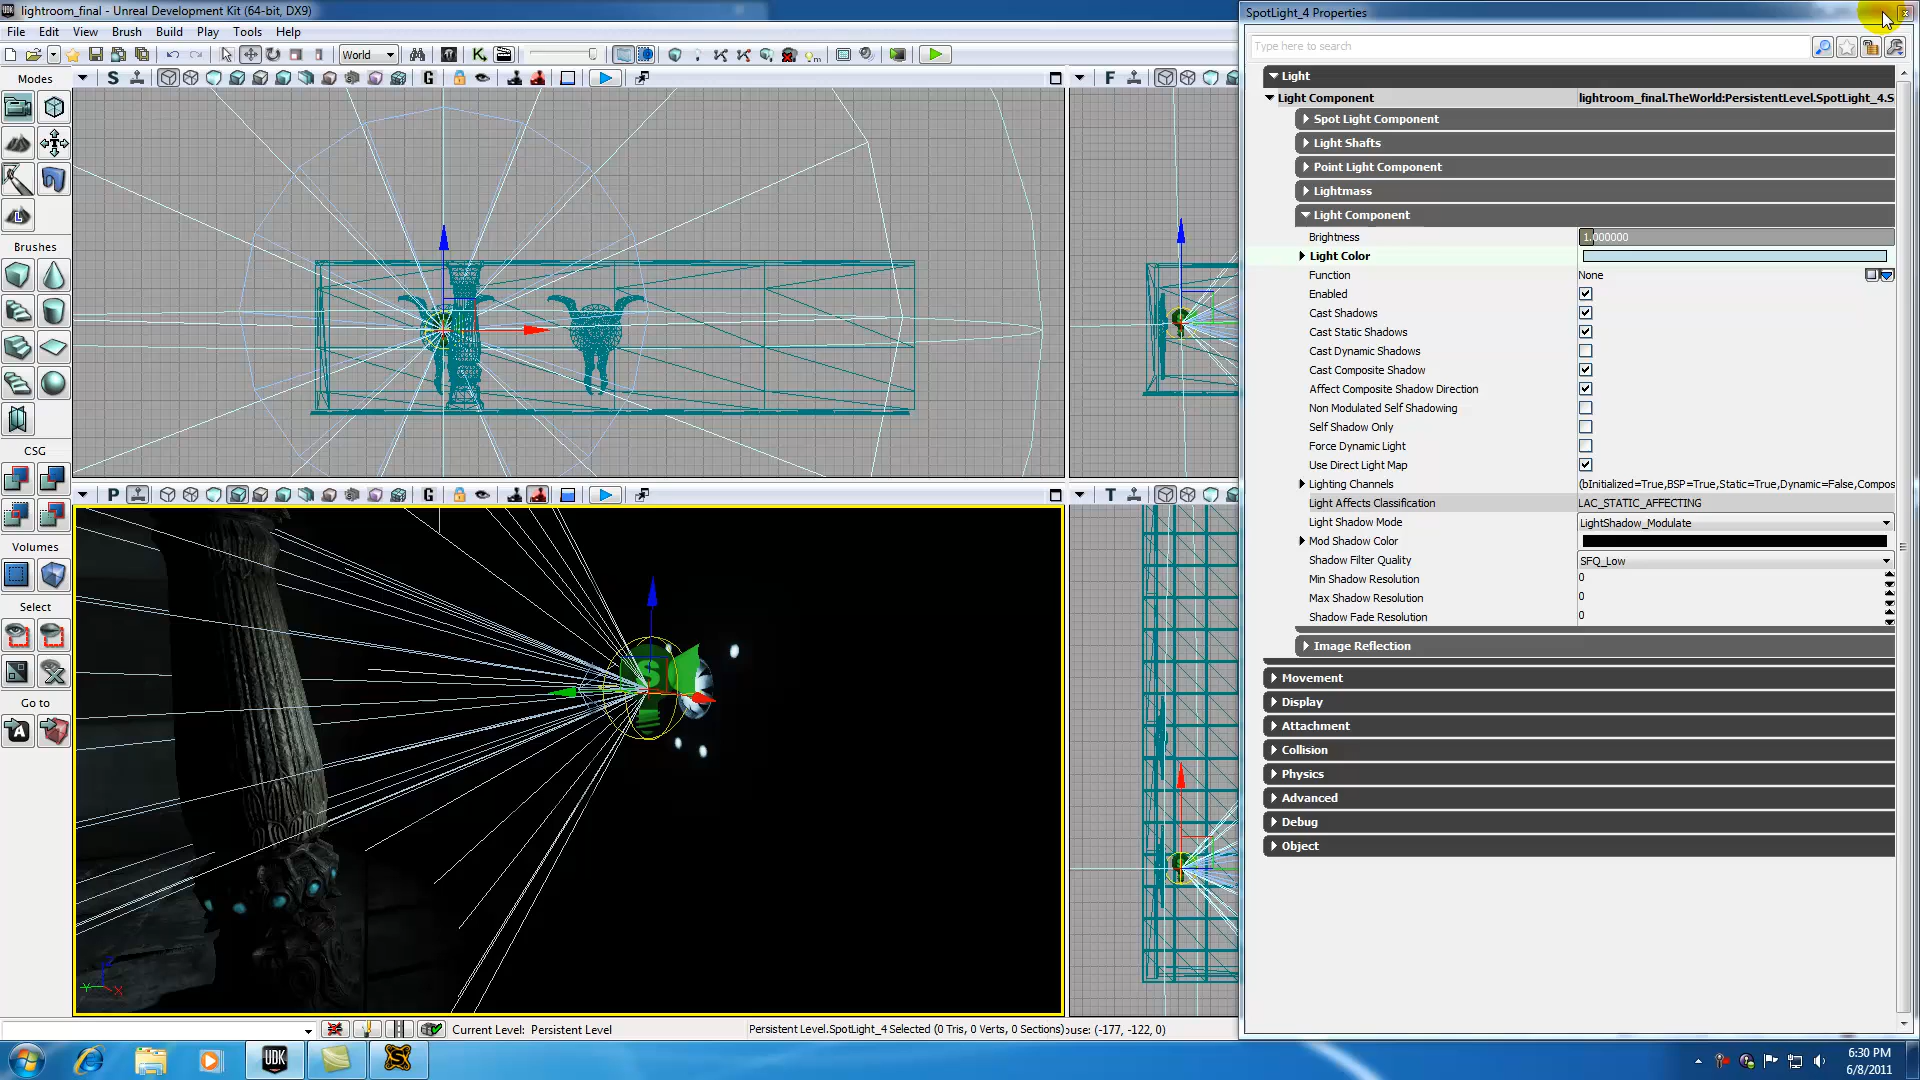 lightroom_final - Unreal Development Kit (64-bit, DX9)
File Edit View Brush Build Play Tools Help
World
Modes
S
G
F
Brushes
CSG
Volumes
Select
Go to
P
G
T
SpotLight_4 Properties
Type here to search
Light
Light Component
lightroom_final.TheWorld:PersistentLevel.SpotLight_4.S
Spot Light Component
Light Shafts
Point Light Component
Lightmass
Light Component
Brightness 1.000000
Light Color
Function None
Enabled
Cast Shadows
Cast Static Shadows
Cast Dynamic Shadows
Cast Composite Shadow
Affect Composite Shadow Direction
Non Modulated Self Shadowing
Self Shadow Only
Force Dynamic Light
Use Direct Light Map
Lighting Channels (bInitialized=True,BSP=True,Static=True,Dynamic=False,Compos
Light Affects Classification LAC_STATIC_AFFECTING
Light Shadow Mode LightShadow_Modulate
Mod Shadow Color
Shadow Filter Quality SFQ_Low
Min Shadow Resolution 0
Max Shadow Resolution 0
Shadow Fade Resolution 0
Image Reflection
Movement
Display
Attachment
Collision
Physics
Advanced
Debug
Object
Current Level: Persistent Level
Persistent Level.SpotLight_4 Selected (0 Tris, 0 Verts, 0 Sections)
ouse: (-177, -122, 0)
UDK
6:30 PM
6/8/2011